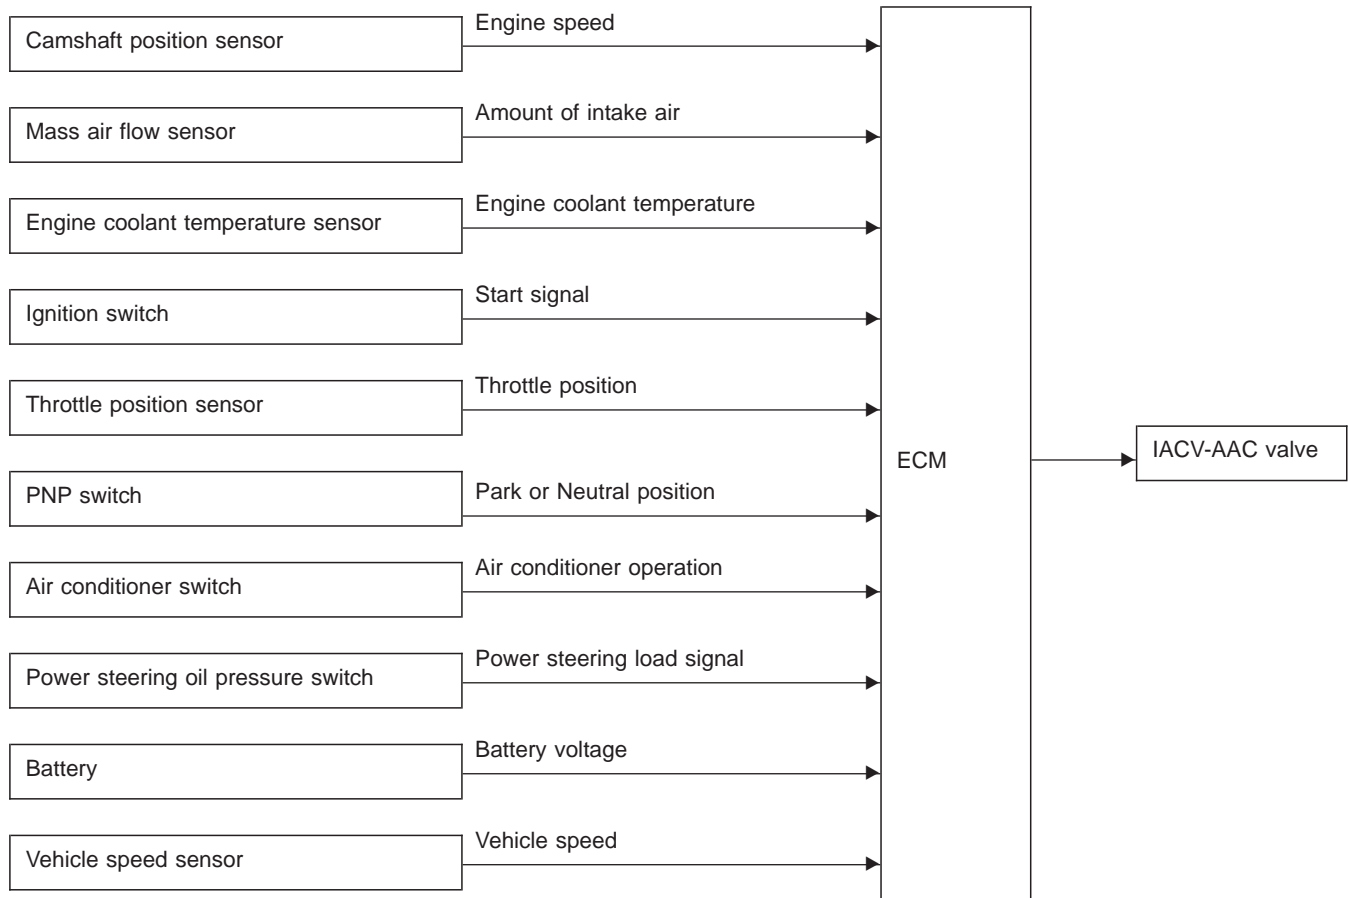 Camshaft position sensor
Engine speed
Mass air flow sensor
Amount of intake air
Engine coolant temperature sensor
Engine coolant temperature
Ignition switch
Start signal
Throttle position sensor
Throttle position
PNP switch
Park or Neutral position
Air conditioner switch
Air conditioner operation
Power steering oil pressure switch
Power steering load signal
Battery
Battery voltage
Vehicle speed sensor
Vehicle speed
ECM
IACV-AAC valve